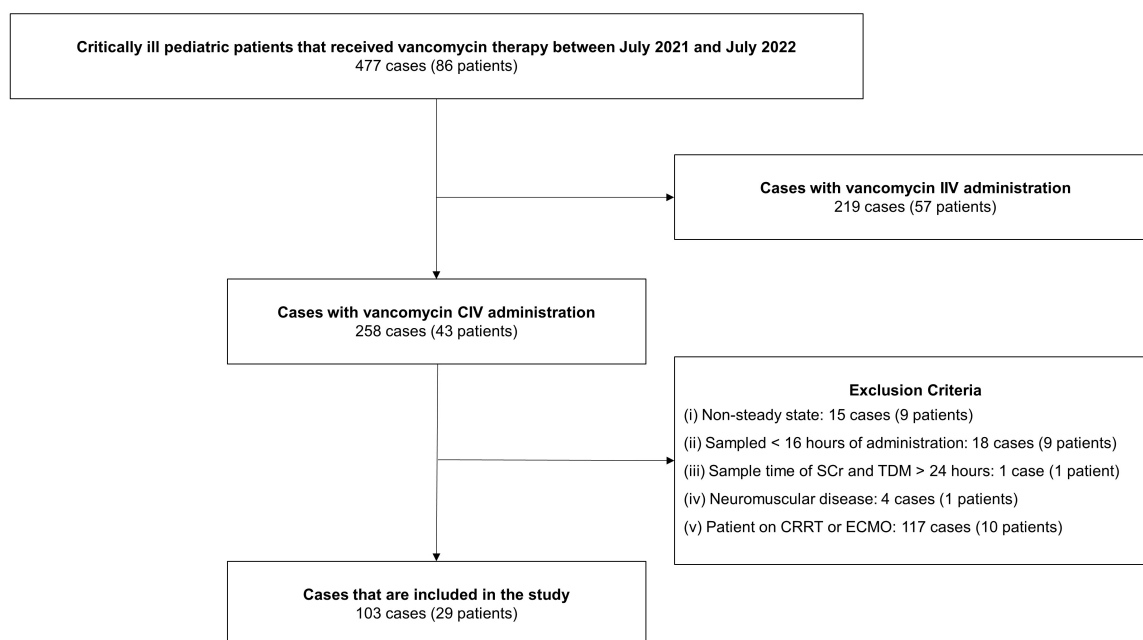 Critically ill pediatric patients that received vancomycin therapy between July 2021 and July 2022
477 cases (86 patients)
Cases with vancomycin IIV administration
219 cases (57 patients)
Cases with vancomycin CIV administration
258 cases (43 patients)
Exclusion Criteria
(i) Non-steady state: 15 cases (9 patients)
(ii) Sampled < 16 hours of administration: 18 cases (9 patients)
(iii) Sample time of SCr and TDM > 24 hours: 1 case (1 patient)
(iv) Neuromuscular disease: 4 cases (1 patients)
(v) Patient on CRRT or ECMO: 117 cases (10 patients)
Cases that are included in the study
103 cases (29 patients)